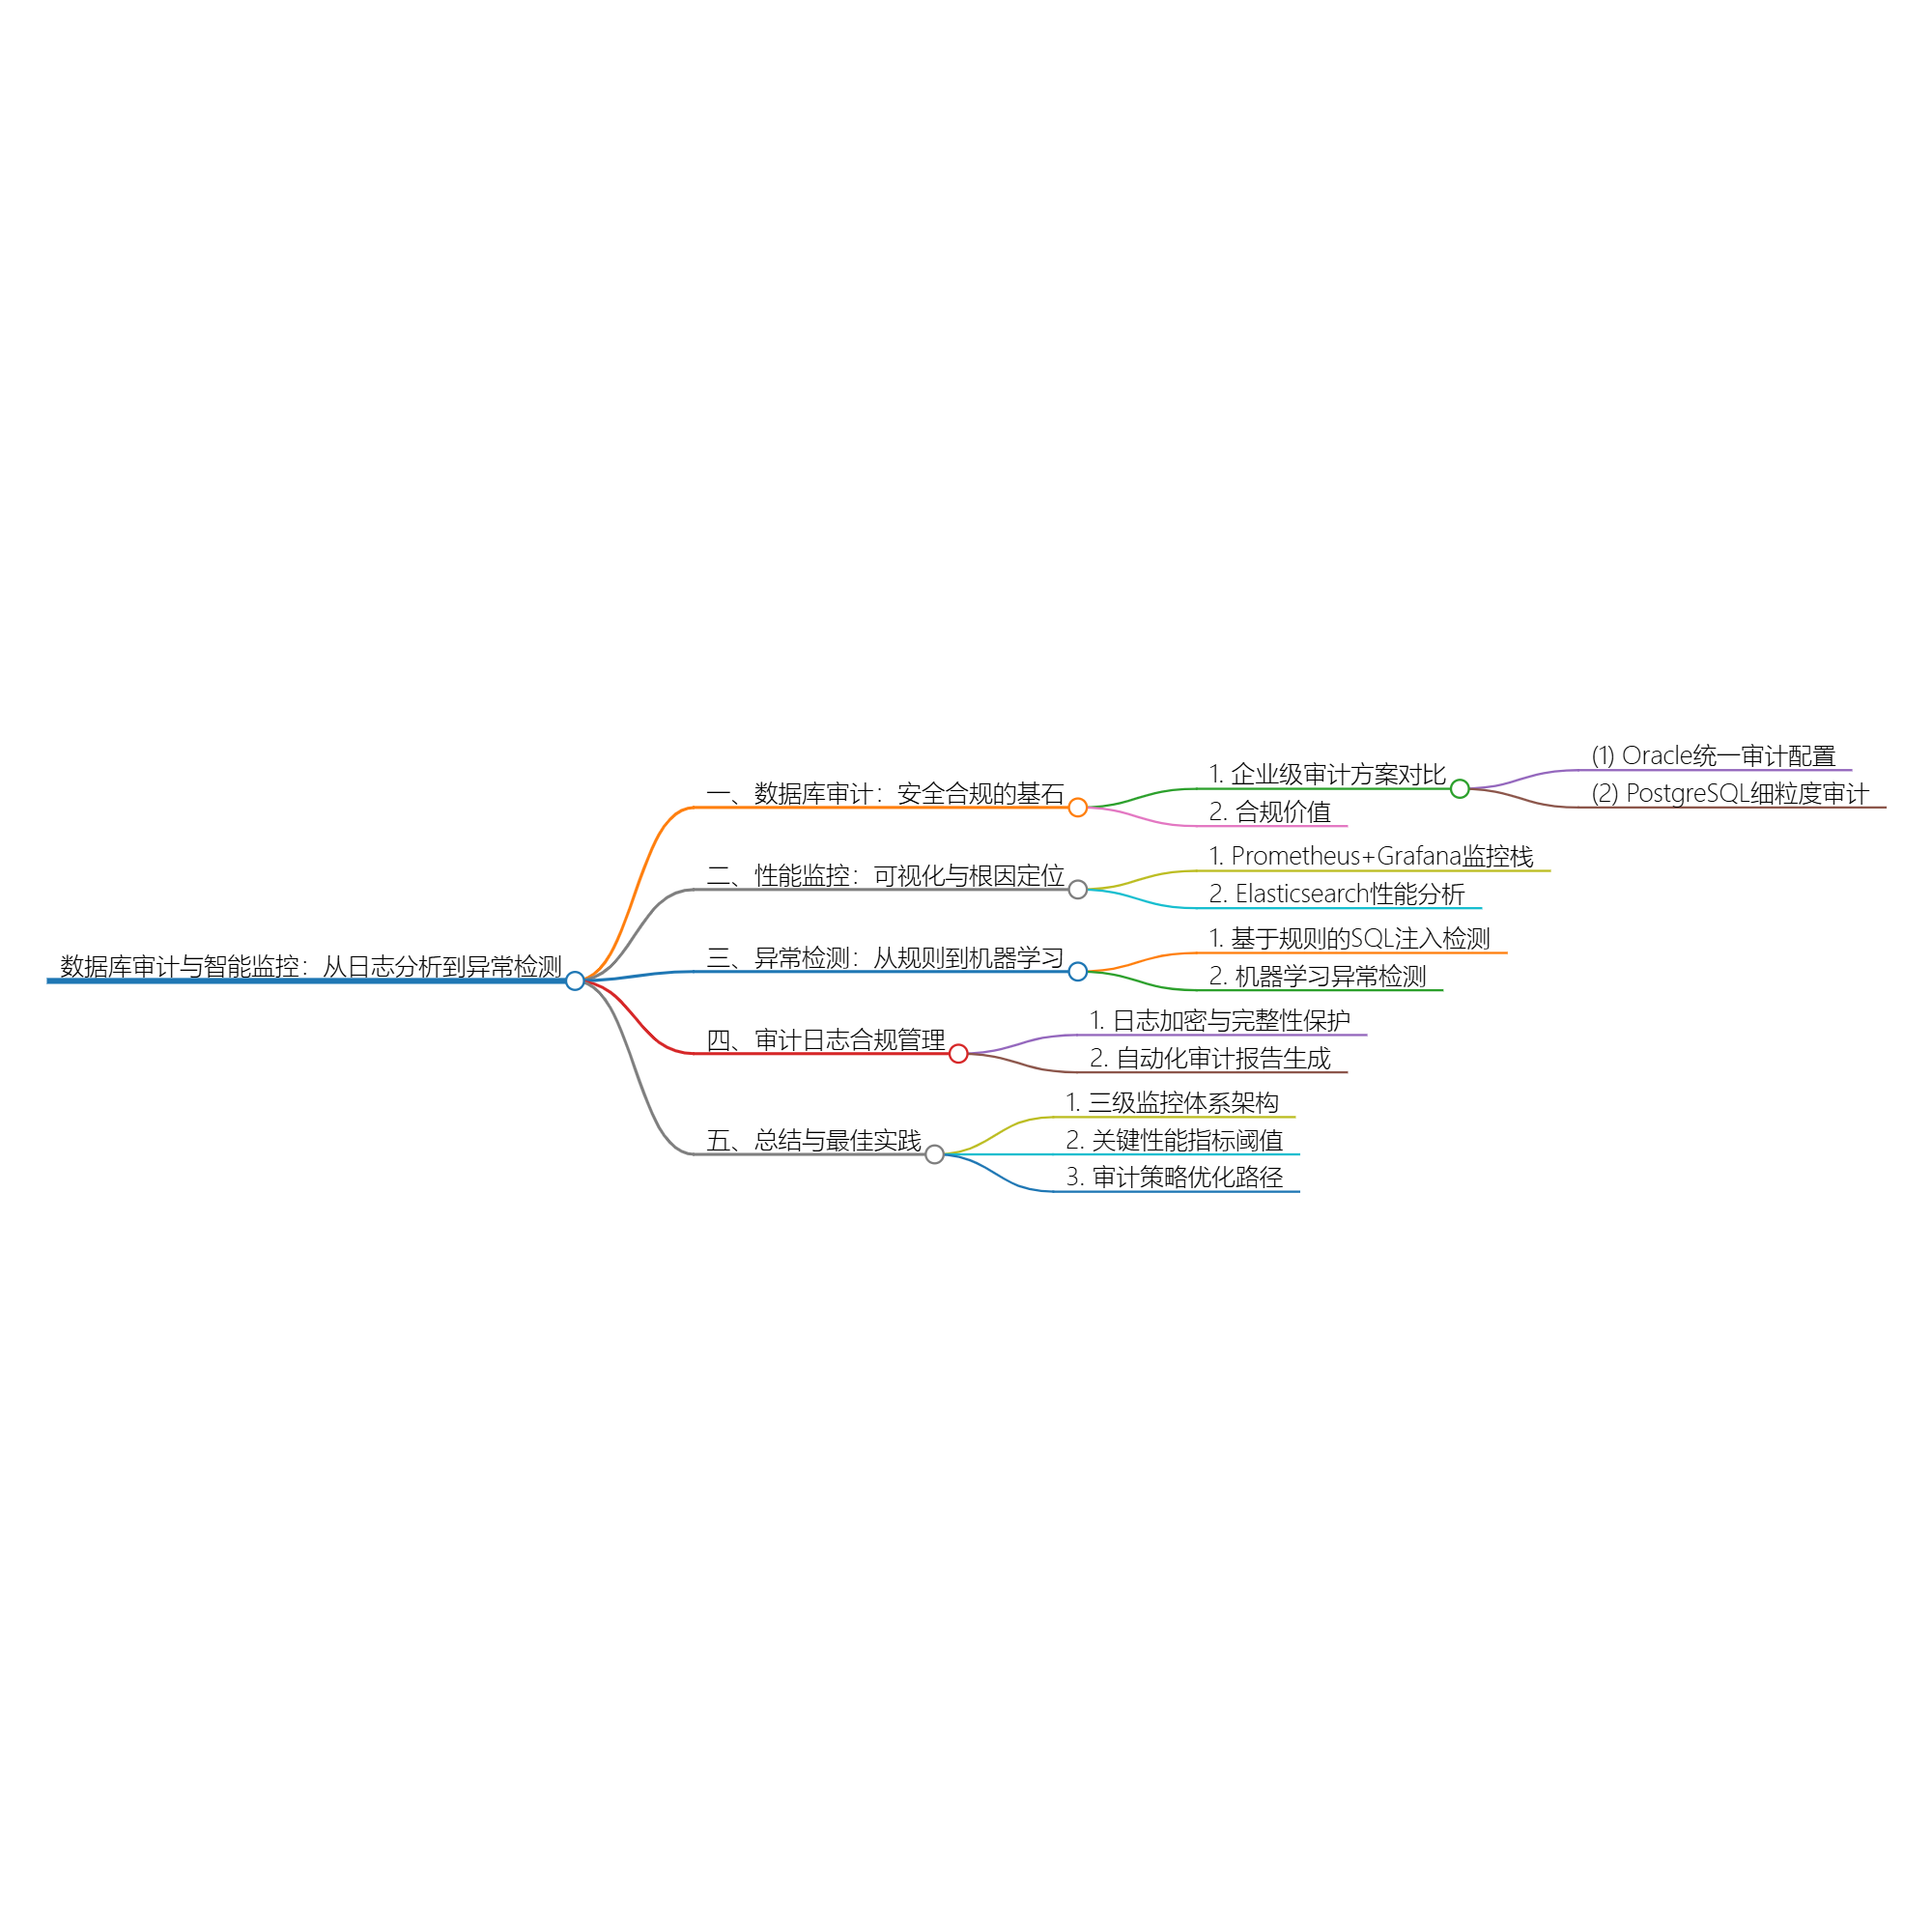 数据库审计与智能监控：从日志分析到异常检测
一、数据库审计：安全合规的基石
1. 企业级审计方案对比
(1) Oracle统一审计配置
(2) PostgreSQL细粒度审计
2. 合规价值
二、性能监控：可视化与根因定位
1. Prometheus+Grafana监控栈
2. Elasticsearch性能分析
三、异常检测：从规则到机器学习
1. 基于规则的SQL注入检测
2. 机器学习异常检测
四、审计日志合规管理
1. 日志加密与完整性保护
2. 自动化审计报告生成
五、总结与最佳实践
1. 三级监控体系架构
2. 关键性能指标阈值
3. 审计策略优化路径